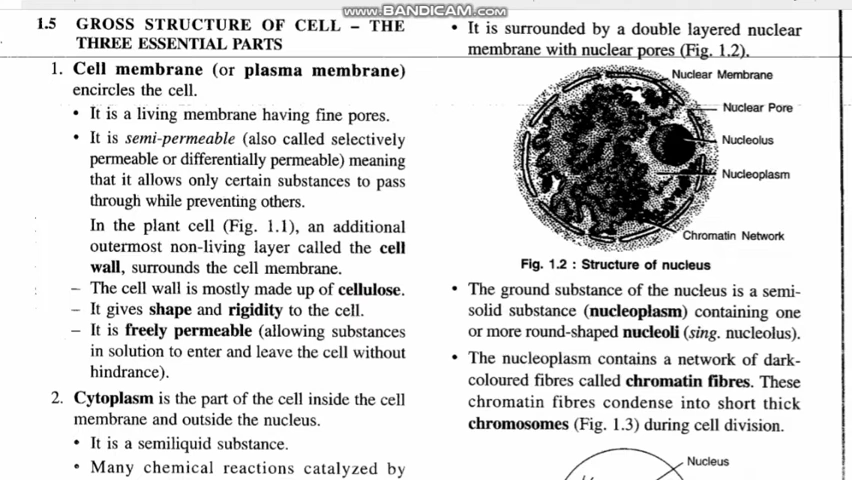 WWW.BANDICAM.COM
1.5 GROSS STRUCTURE OF CELL – THE
THREE ESSENTIAL PARTS
1. Cell membrane (or plasma membrane)
encircles the cell.
• It is a living membrane having fine pores.
• It is semi-permeable (also called selectively
permeable or differentially permeable) meaning
that it allows only certain substances to pass
through while preventing others.
In the plant cell (Fig. 1.1), an additional
outermost non-living layer called the cell
wall, surrounds the cell membrane.
– The cell wall is mostly made up of cellulose.
– It gives shape and rigidity to the cell.
– It is freely permeable (allowing substances
in solution to enter and leave the cell without
hindrance).
2. Cytoplasm is the part of the cell inside the cell
membrane and outside the nucleus.
• It is a semiliquid substance.
• Many chemical reactions catalyzed by
• It is surrounded by a double layered nuclear
membrane with nuclear pores (Fig. 1.2).
Nuclear Membrane
Nuclear Pore
Nucleolus
Nucleoplasm
Chromatin Network
Fig. 1.2 : Structure of nucleus
• The ground substance of the nucleus is a semi-
solid substance (nucleoplasm) containing one
or more round-shaped nucleoli (sing. nucleolus).
• The nucleoplasm contains a network of dark-
coloured fibres called chromatin fibres. These
chromatin fibres condense into short thick
chromosomes (Fig. 1.3) during cell division.
Nucleus